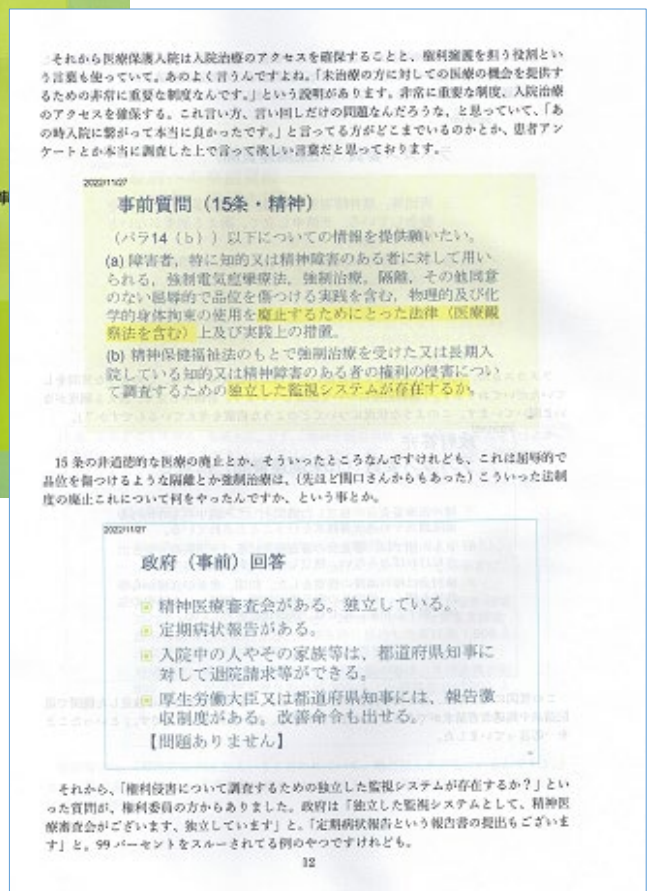 それから医療保護入院は入院治療のアクセスを確保することと、権利擁護を担う役割とい
う言葉も使っていて。あのよく言うんですよね。「未治療の方に対しての医療の機会を提供す
るための非常に重要な制度なんです。」という説明があります。非常に重要な制度、入院治療
のアクセスを確保する。これ言い方、言い回しだけの問題なんだろうな、と思っていて、「あ
の時入院に繋がって本当に良かったです。」と言ってる方がどこまでいるのかとか、患者アン
ケートとか本当に調査した上で言って欲しい言葉だと思っております。
2022/11/27
事前質問（15条・精神）
（パラ14（b））以下についての情報を提供願いたい。
(a) 障害者，特に知的又は精神障害のある者に対して用い
られる，強制電気痙攣療法，強制治療，隔離，その他同意
のない屈辱的で品位を傷つける実践を含む，物理的及び化
学的身体拘束の使用を廃止するためにとった法律（医療観
察法を含む）上及び実践上の措置。
(b) 精神保健福祉法のもとで強制治療を受けた又は長期入
院している知的又は精神障害のある者の権利の侵害につい
て調査するための独立した監視システムが存在するか。
15 条の非道徳的な医療の廃止とか、そういったところなんですけれども、これは屈辱的で
品位を傷つけるような隔離とか強制治療は、(先ほど関口さんからもあった) こういった法制
度の廃止これについて何をやったんですか、という事とか。
2022/11/27
政府（事前）回答
精神医療審査会がある。独立している。
定期病状報告がある。
入院中の人やその家族等は、都道府県知事に
対して退院請求等ができる。
厚生労働大臣又は都道府県知事には、報告徴
収制度がある。改善命令も出せる。
【問題ありません】
それから、「権利侵害について調査するための独立した監視システムが存在するか？」とい
った質問が、権利委員の方からありました。政府は「独立した監視システムとして、精神医
療審査会がございます、独立しています」と。「定期病状報告という報告書の提出もございま
す」と。99 パーセントをスルーされてる例のやつですけれども。
12